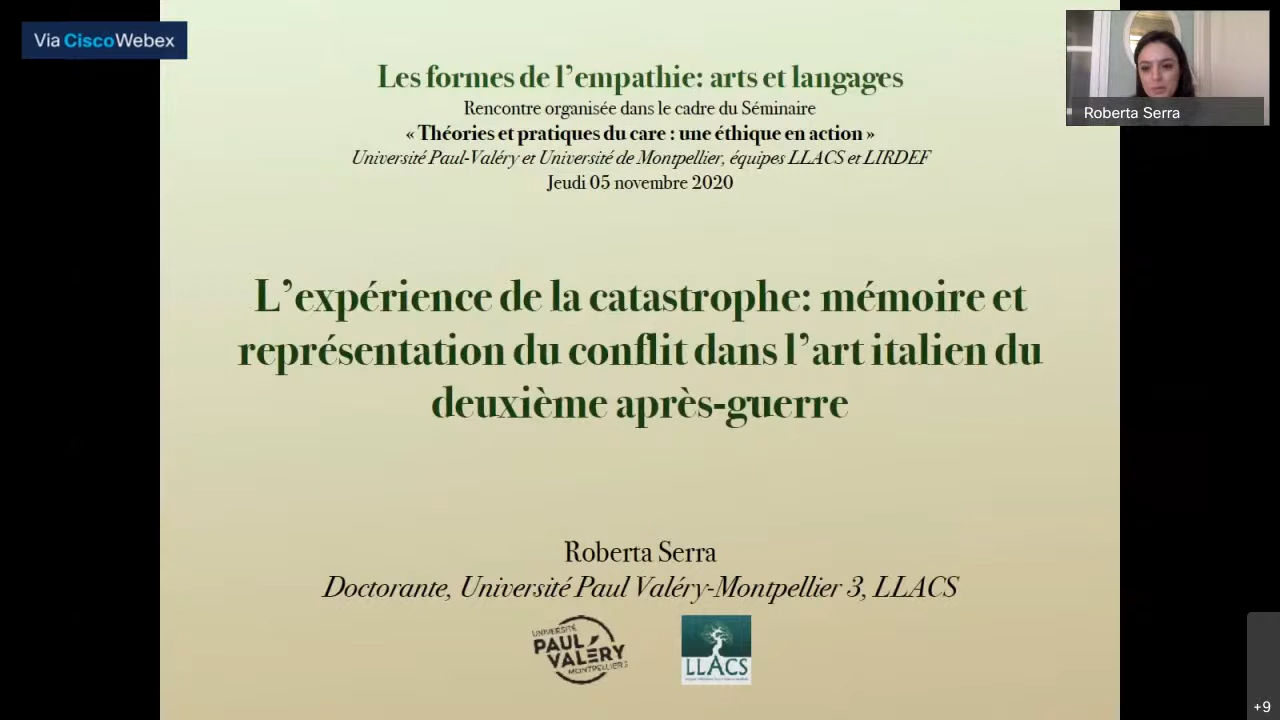 Via Cisco Webex
Roberta Serra
Les formes de l'empathie: arts et langages
Rencontre organisée dans le cadre du Séminaire
« Théories et pratiques du care : une éthique en action »
Université Paul-Valéry et Université de Montpellier, équipes LLACS et LIRDEF
Jeudi 05 novembre 2020
L'expérience de la catastrophe: mémoire et
représentation du conflit dans l'art italien du
deuxième après-guerre
Roberta Serra
Doctorante, Université Paul Valéry-Montpellier 3, LLACS
UNIVERSITÉ
PAUL
VALÉRY
MONTPELLIER 3
LLACS
+9